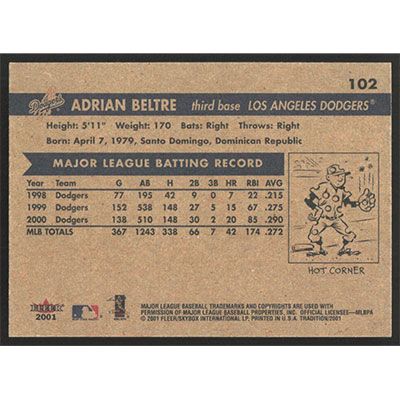 102
Dodgers ADRIAN BELTRE third base LOS ANGELES DODGERS®
Height: 5'11" Weight: 170 Bats: Right Throws: Right
Born: April 7, 1979, Santo Domingo, Dominican Republic
MAJOR LEAGUE BATTING RECORD
Year Team G AB H 2B 3B HR RBI AVG
1998 Dodgers 77 195 42 9 0 7 22 .215
1999 Dodgers 152 538 148 27 5 15 67 .275
2000 Dodgers 138 510 148 30 2 20 85 .290
MLB TOTALS 367 1243 338 66 7 42 174 .272
HOT CORNER
FLEER
2001
MAJOR LEAGUE BASEBALL TRADEMARKS AND COPYRIGHTS ARE USED WITH
PERMISSION OF MAJOR LEAGUE BASEBALL PROPERTIES, INC. OFFICIAL LICENSEE—MLBPA
© 2001 FLEER/SKYBOX INTERNATIONAL LP, PRINTED IN U.S.A. TRADITION/2001